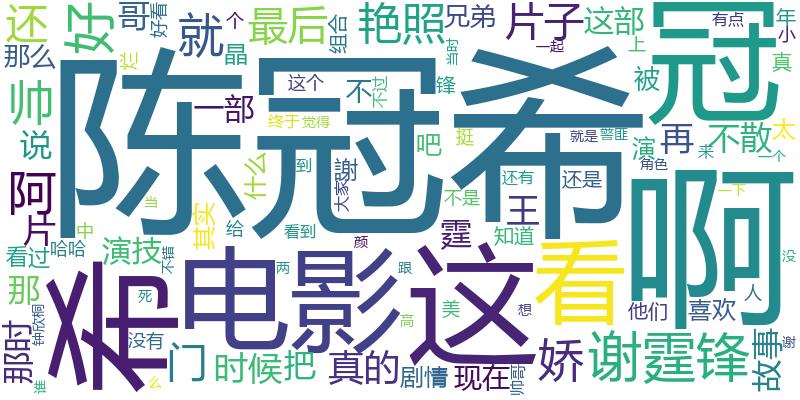 陈冠希
冠
啊
希
电影
这
看
还
好
哥
好看
就
个
最后
组合
艳照
兄弟
当时
片子
一起
这部
有点
上
年
小
真
那么
烂
晶
这个
不
不过
锋
被
帅
一部
终于
觉得
说
吧
挺
就是
警匪
演
再
不散
太
阿
片
当
什么
到
大家
谢
不是
还有
还是
角色
来
一个
王
霆
知道
一下
看过
哈哈
中
演技
不错
其实
给
看到
颜
两
跟
美
高
想
他们
喜欢
人
没
那
那时
钟欣桐
谁
死
没有
么
门
时候
把
真的
剧情
现在
帅哥
娇
谢霆锋
故事
谢